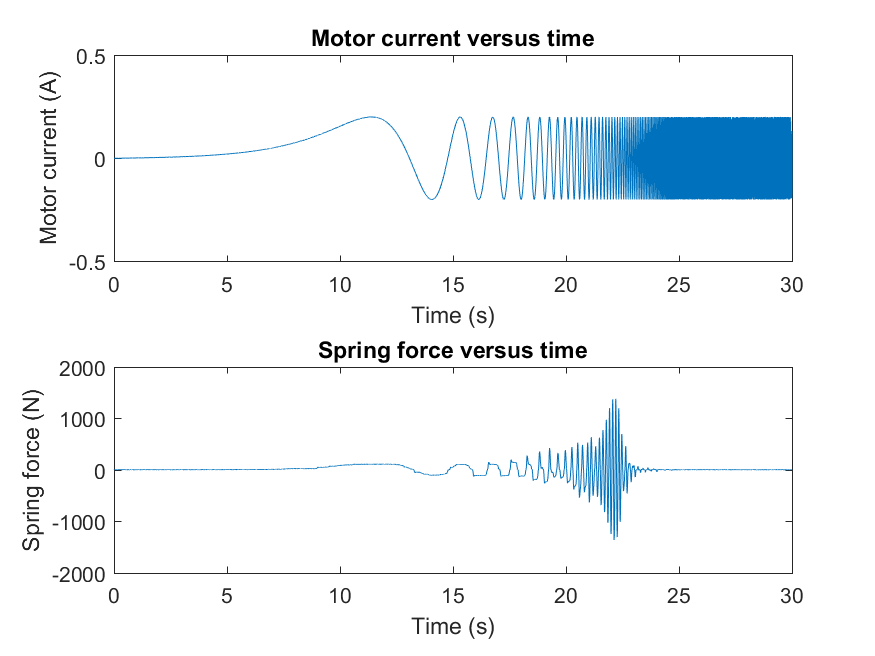 Motor current versus time
Motor current (A)
0.5
0
-0.5
0 5 10 15 20 25 30
Time (s)
Spring force versus time
Spring force (N)
2000
1000
0
-1000
-2000
0 5 10 15 20 25 30
Time (s)